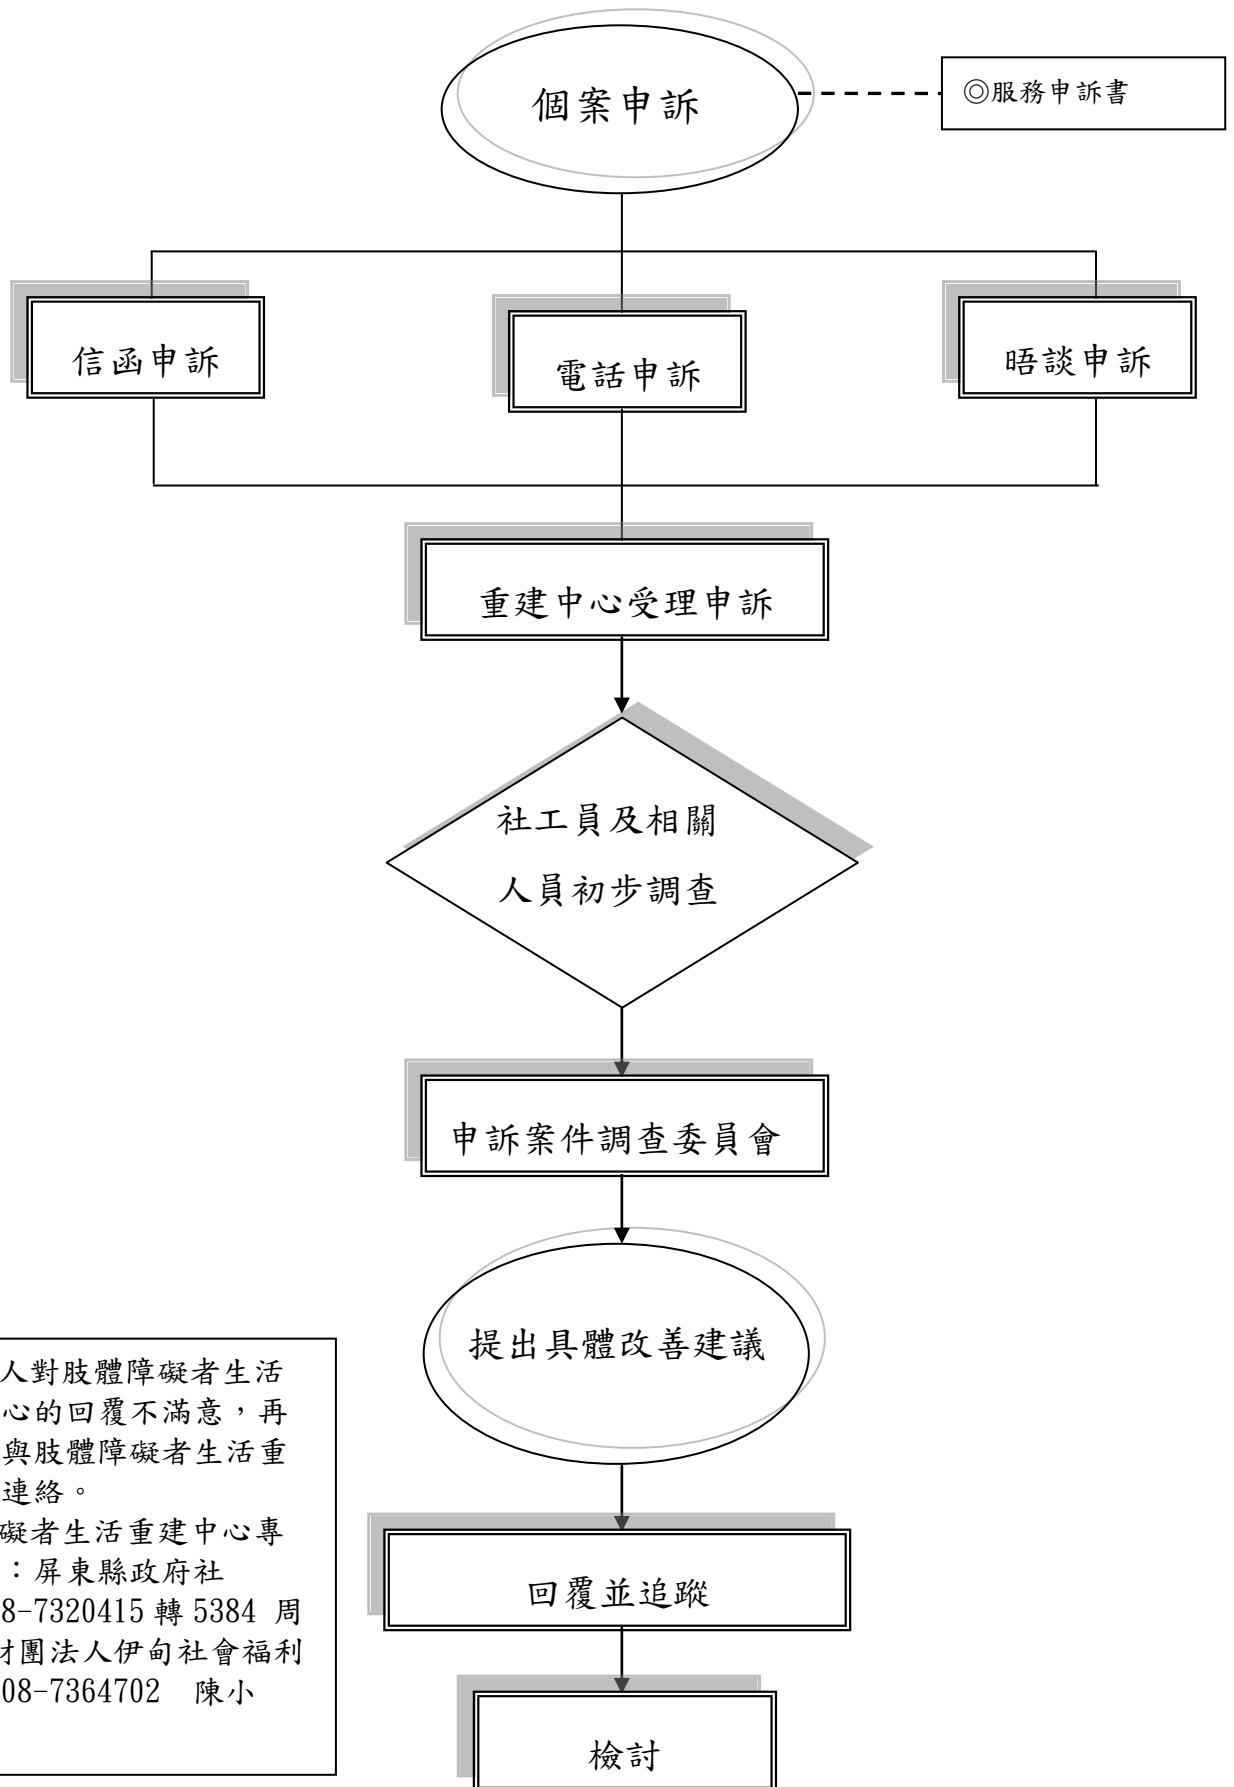 個案申訴
◎服務申訴書
信函申訴
電話申訴
晤談申訴
重建中心受理申訴
社工員及相關
人員初步調查
申訴案件調查委員會
提出具體改善建議
人對肢體障礙者生活
心的回覆不滿意,再
與肢體障礙者生活重
連絡。
礙者生活重建中心專
：屏東縣政府社
8-7320415 轉 5384 周
財團法人伊甸社會福利
08-7364702 陳小
回覆並追蹤
檢討